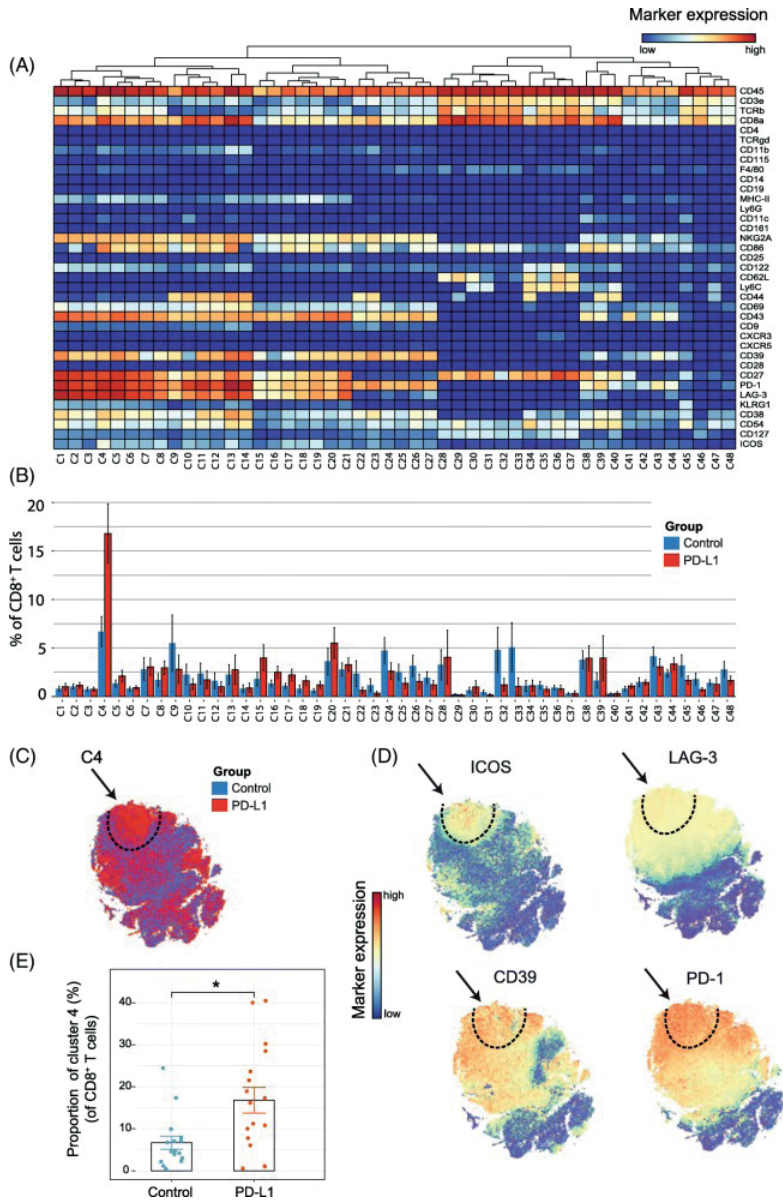 Marker expression
low high
(A)
CD45
CD3e
TCRb
CD8a
CD4
TCRgd
CD11b
CD115
F4/80
CD14
CD19
MHC-II
Ly6G
CD11c
CD161
NKG2A
CD86
CD25
CD122
CD62L
Ly6C
CD44
CD69
CD43
CD9
CXCR3
CXCR5
CD39
CD28
CD27
PD-1
LAG-3
KLRG1
CD38
CD54
CD127
ICOS
C1 C2 C3 C4 C5 C6 C7 C8 C9 C10 C11 C12 C13 C14 C15 C16 C17 C18 C19 C20 C21 C22 C23 C24 C25 C26 C27 C28 C29 C30 C31 C32 C33 C34 C35 C36 C37 C38 C39 C40 C41 C42 C43 C44 C45 C46 C47 C48
(B)
% of CD8⁺ T cells
20
15
10
5
0
Group
Control
PD-L1
C1 C2 C3 C4 C5 C6 C7 C8 C9 C10 C11 C12 C13 C14 C15 C16 C17 C18 C19 C20 C21 C22 C23 C24 C25 C26 C27 C28 C29 C30 C31 C32 C33 C34 C35 C36 C37 C38 C39 C40 C41 C42 C43 C44 C45 C46 C47 C48
(C)
C4
Group
Control
PD-L1
(D)
ICOS
LAG-3
Marker expression
high
low
CD39
PD-1
(E)
Proportion of cluster 4 (%)
(of CD8⁺ T cells)
40
30
20
10
0
*
Control PD-L1